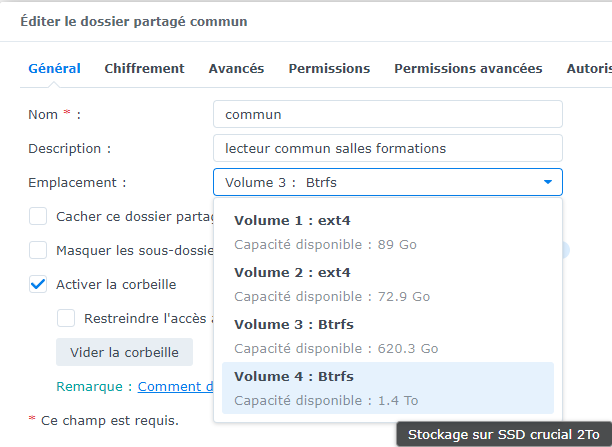 Éditer le dossier partagé commun
Général Chiffrement Avancés Permissions Permissions avancées Autoris
Nom * : commun
Description : lecteur commun salles formations
Emplacement : Volume 3 : Btrfs
Cacher ce dossier partag
Volume 1 : ext4
Capacité disponible : 89 Go
Masquer les sous-dossie
Volume 2 : ext4
Activer la corbeille
Capacité disponible : 72.9 Go
Restreindre l'accès a
Volume 3 : Btrfs
Vider la corbeille
Capacité disponible : 620.3 Go
Remarque : Comment d
Volume 4 : Btrfs
Capacité disponible : 1.4 To
* Ce champ est requis.
Stockage sur SSD crucial 2To